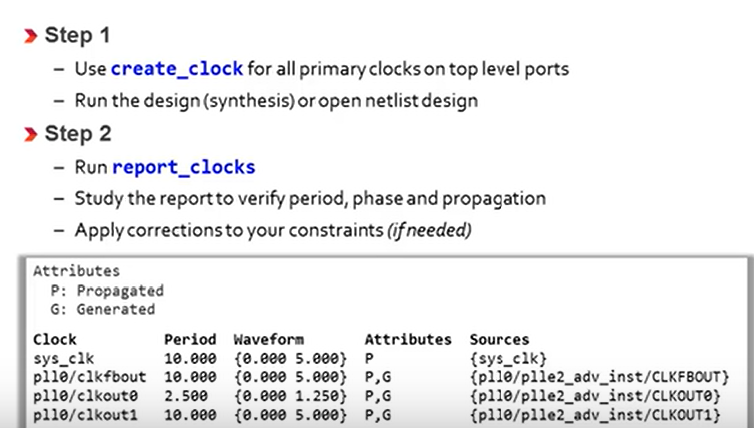 Step 1
– Use create_clock for all primary clocks on top level ports
– Run the design (synthesis) or open netlist design
Step 2
– Run report_clocks
– Study the report to verify period, phase and propagation
– Apply corrections to your constraints (if needed)
Attributes
P: Propagated
G: Generated
Clock Period Waveform Attributes Sources
sys_clk 10.000 {0.000 5.000} P {sys_clk}
pll0/clkfbout 10.000 {0.000 5.000} P,G {pll0/plle2_adv_inst/CLKFBOUT}
pll0/clkout0 2.500 {0.000 1.250} P,G {pll0/plle2_adv_inst/CLKOUT0}
pll0/clkout1 10.000 {0.000 5.000} P,G {pll0/plle2_adv_inst/CLKOUT1}